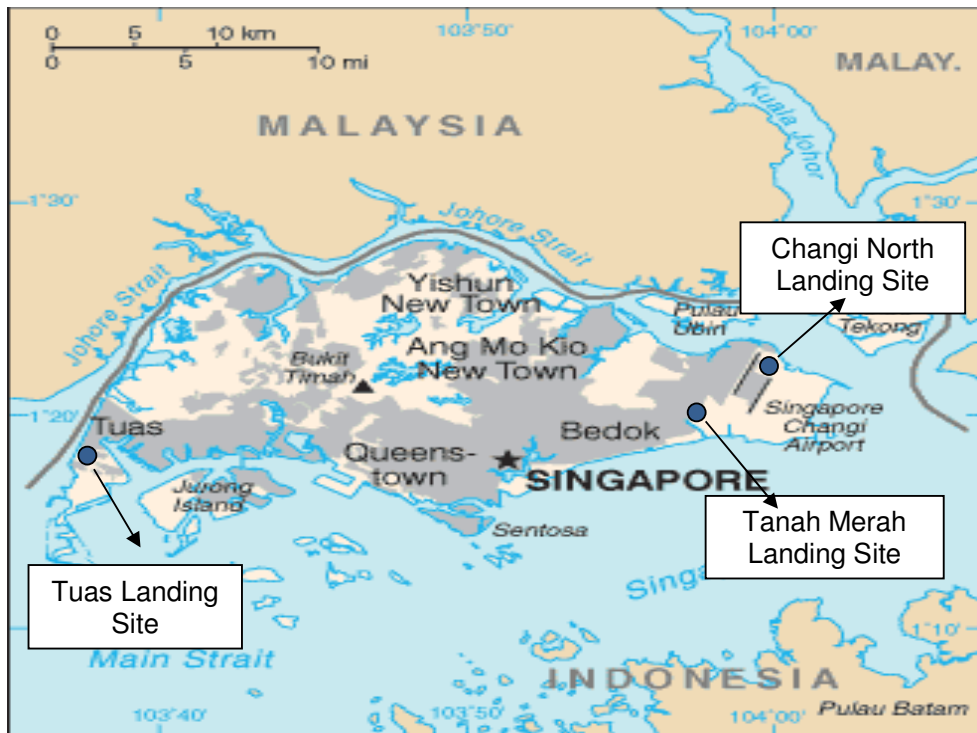 0 5 10 km
0 5 10 mi
103°50'
104°00'
MALAY.
MALAYSIA
Kuala Johor
1°30'
1°30'
Johore Strait
Johore Strait
Changi North
Landing Site
Yishun
New Town
Pulau
Ubin
Tekong
Bukit
Timah
Ang Mo Kio
New Town
1°20'
Tuas
Bedok
Singapore
Changi
Airport
Queens-
town
SINGAPORE
Jurong
Island
Sentosa
Tanah Merah
Landing Site
Tuas Landing
Site
1°10'
Main Strait
INDONESIA
Pulau Batam
103°40'
103°50'
104°00'